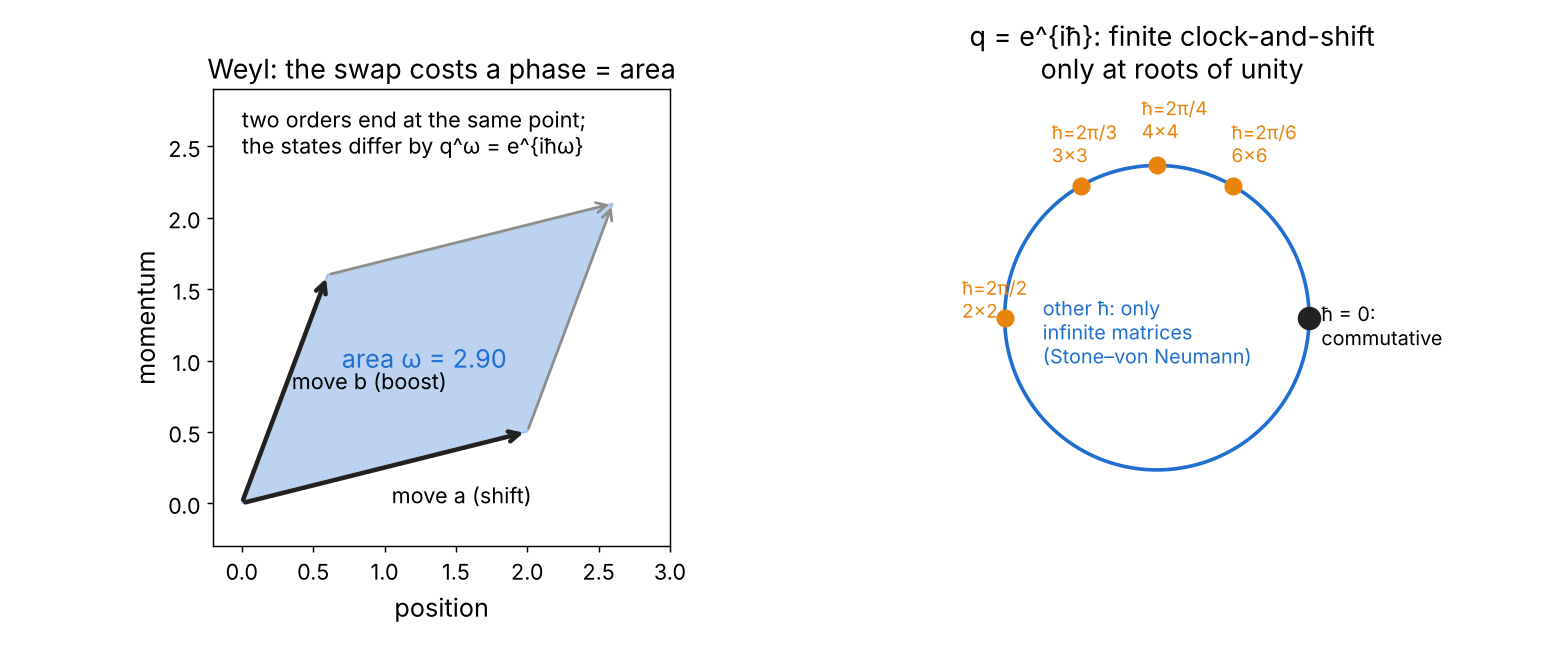 Weyl: the swap costs a phase = area
two orders end at the same point;
the states differ by q^ω = e^{iħω}
2.5
2.0
1.5
1.0
0.5
0.0
momentum
area ω = 2.90
move b (boost)
move a (shift)
0.0 0.5 1.0 1.5 2.0 2.5 3.0
position
q = e^{iħ}: finite clock-and-shift
only at roots of unity
ħ=2π/4
4×4
ħ=2π/3
3×3
ħ=2π/6
6×6
ħ=2π/2
2×2
other ħ: only
infinite matrices
(Stone–von Neumann)
ħ = 0:
commutative